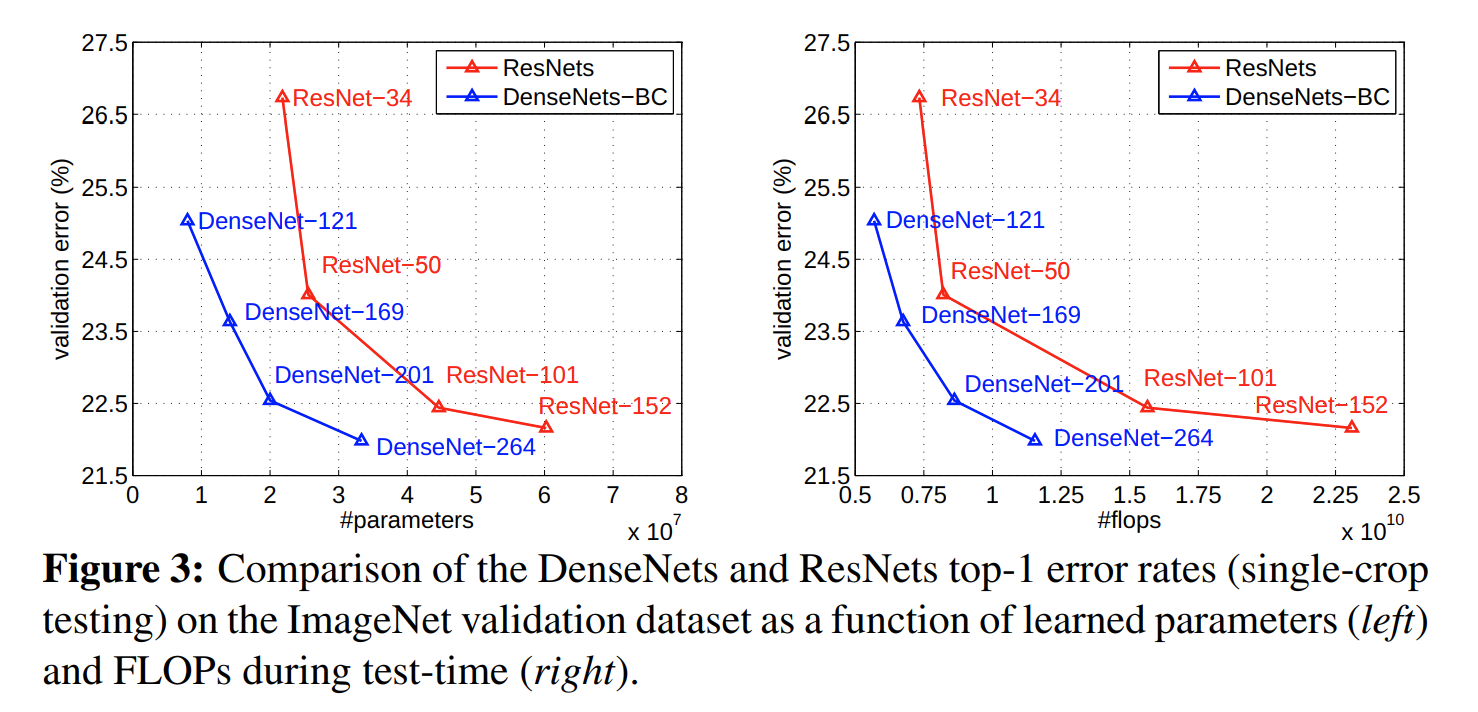 27.5
26.5
25.5
24.5
23.5
22.5
21.5
validation error (%)
ResNets
DenseNets−BC
ResNet−34
DenseNet−121
ResNet−50
DenseNet−169
DenseNet−201
ResNet−101
ResNet−152
DenseNet−264
0 1 2 3 4 5 6 7 8
#parameters
x 10^7
27.5
26.5
25.5
24.5
23.5
22.5
21.5
validation error (%)
ResNets
DenseNets−BC
ResNet−34
DenseNet−121
ResNet−50
DenseNet−169
DenseNet−201
ResNet−101
ResNet−152
DenseNet−264
0.5 0.75 1 1.25 1.5 1.75 2 2.25 2.5
#flops
x 10^10
Figure 3: Comparison of the DenseNets and ResNets top-1 error rates (single-crop
testing) on the ImageNet validation dataset as a function of learned parameters (left)
and FLOPs during test-time (right).